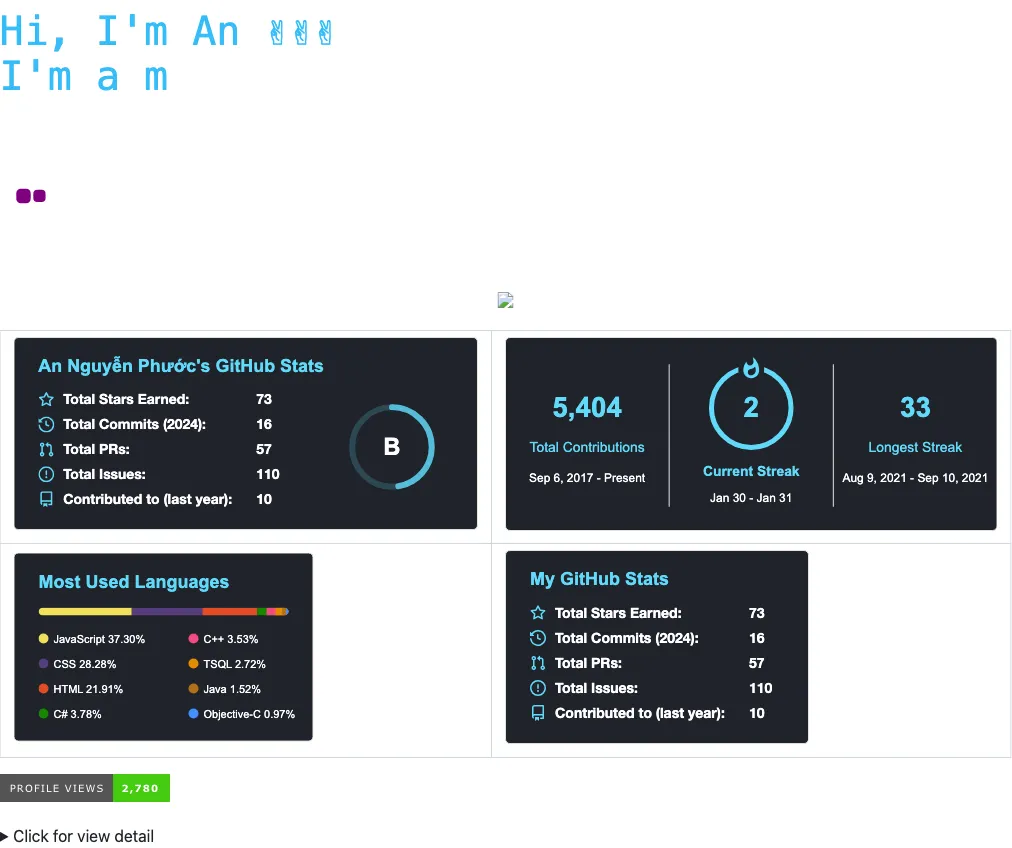 Hi, I'm An ✌✌✌
I'm a m
An Nguyễn Phước's GitHub Stats
Total Stars Earned: 73
Total Commits (2024): 16
Total PRs: 57
Total Issues: 110
Contributed to (last year): 10
B
5,404
Total Contributions
Sep 6, 2017 - Present
2
Current Streak
Jan 30 - Jan 31
33
Longest Streak
Aug 9, 2021 - Sep 10, 2021
Most Used Languages
JavaScript 37.30%
CSS 28.28%
HTML 21.91%
C# 3.78%
C++ 3.53%
TSQL 2.72%
Java 1.52%
Objective-C 0.97%
My GitHub Stats
Total Stars Earned: 73
Total Commits (2024): 16
Total PRs: 57
Total Issues: 110
Contributed to (last year): 10
PROFILE VIEWS 2,780
Click for view detail